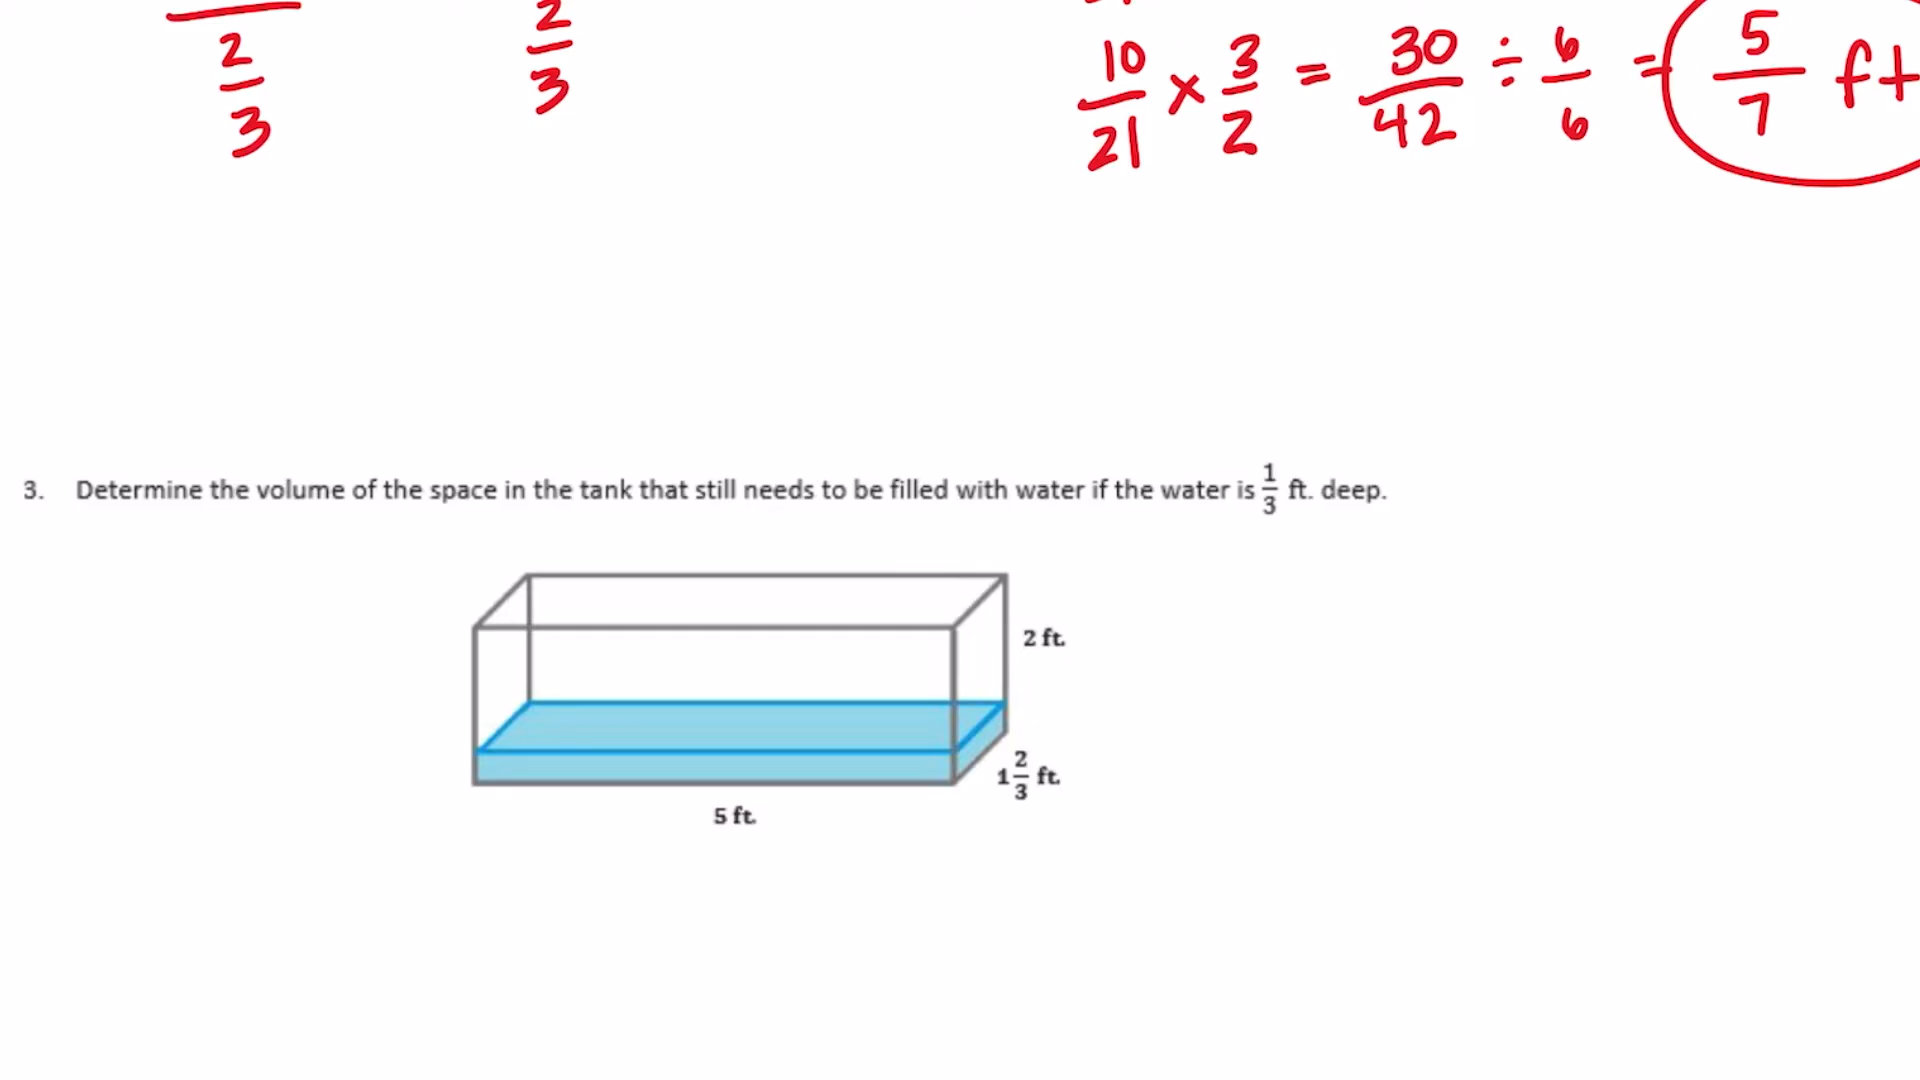 2/3
2/3
10/21 × 3/2 = 30/42 ÷ 6/6 = 5/7 ft
3. Determine the volume of the space in the tank that still needs to be filled with water if the water is 1/3 ft. deep.
2 ft.
1 2/3 ft.
5 ft.